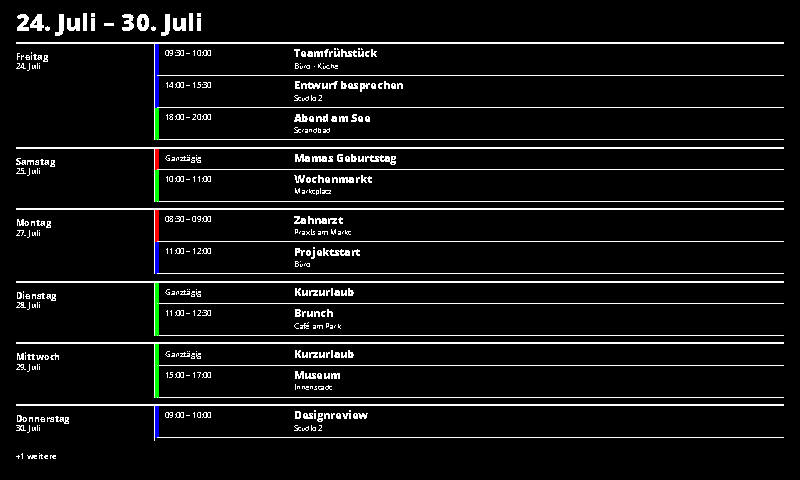 24. Juli – 30. Juli
Freitag
24. Juli
09:30 – 10:00
Teamfrühstück
Büro · Küche
14:00 – 15:30
Entwurf besprechen
Studio 2
18:00 – 20:00
Abend am See
Strandbad
Samstag
25. Juli
Ganztägig
Mamas Geburtstag
10:00 – 11:00
Wochenmarkt
Marktplatz
Montag
27. Juli
08:30 – 09:00
Zahnarzt
Praxis am Markt
11:00 – 12:00
Projektstart
Büro
Dienstag
28. Juli
Ganztägig
Kurzurlaub
11:00 – 12:30
Brunch
Café am Park
Mittwoch
29. Juli
Ganztägig
Kurzurlaub
15:00 – 17:00
Museum
Innenstadt
Donnerstag
30. Juli
09:00 – 10:00
Designreview
Studio 2
+1 weitere